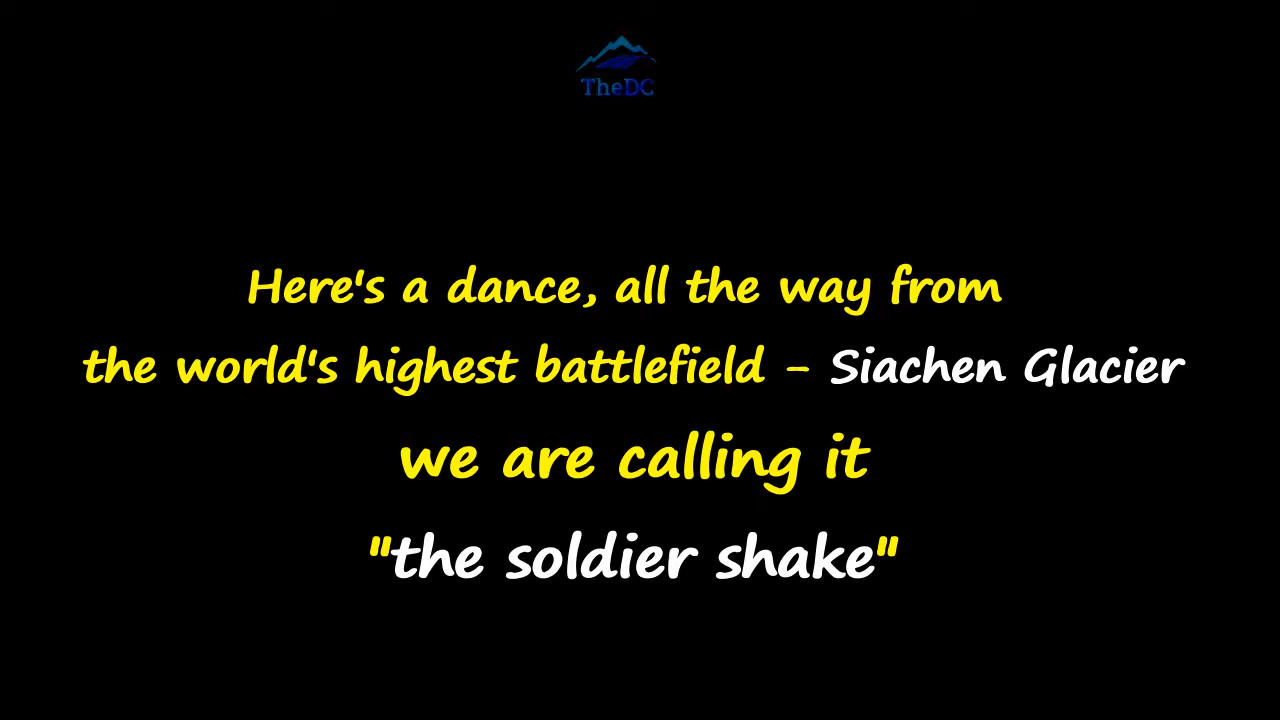 TheDC
Here's a dance, all the way from
the world's highest battlefield - Siachen Glacier
we are calling it
"the soldier shake"